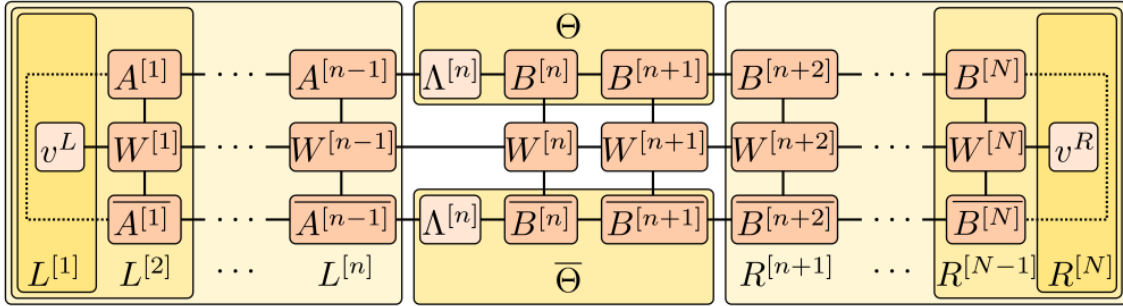 Θ
A^{[1]} ··· A^{[n−1]} Λ^{[n]} B^{[n]} B^{[n+1]} B^{[n+2]} ··· B^{[N]}
v^L W^{[1]} ··· W^{[n−1]} W^{[n]} W^{[n+1]} W^{[n+2]} ··· W^{[N]} v^R
\overline{A^{[1]}} ··· \overline{A^{[n−1]}} Λ^{[n]} \overline{B^{[n]}} \overline{B^{[n+1]}} \overline{B^{[n+2]}} ··· \overline{B^{[N]}}
L^{[1]} L^{[2]} ··· L^{[n]} \overline{Θ} R^{[n+1]} ··· R^{[N−1]} R^{[N]}